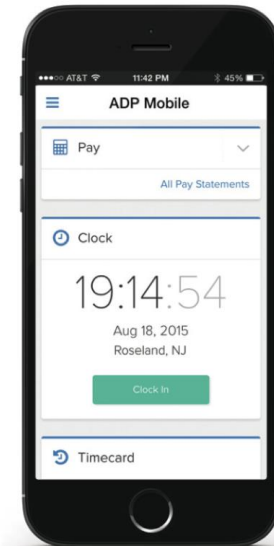 AT&T 11:42 PM 45%
ADP Mobile
Pay
All Pay Statements
Clock
19:14:54
Aug 18, 2015
Roseland, NJ
Clock In
Timecard